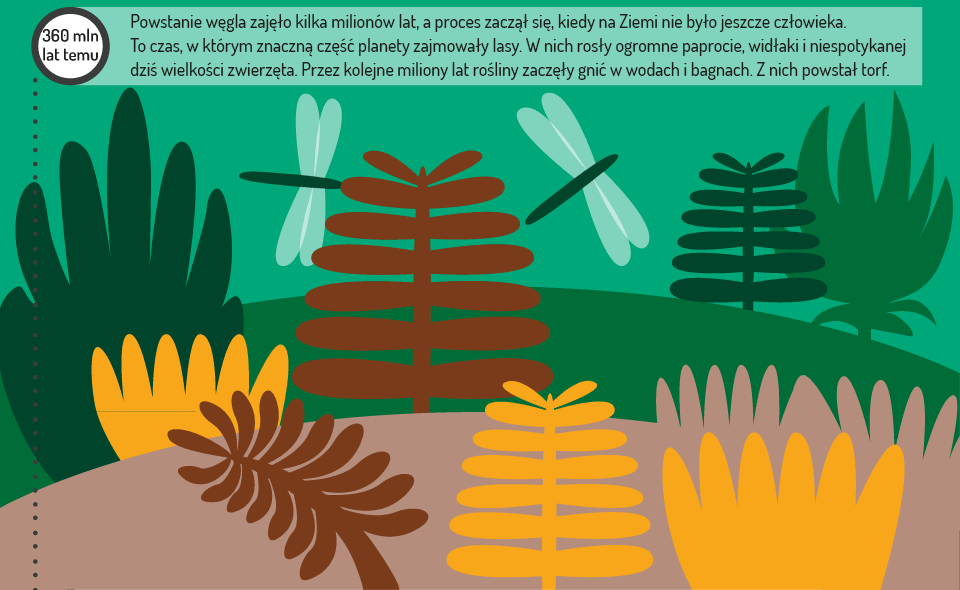 360 mln
lat temu
Powstanie węgla zajęło kilka milionów lat, a proces zaczął się, kiedy na Ziemi nie było jeszcze człowieka.
To czas, w którym znaczną część planety zajmowały lasy. W nich rosły ogromne paprocie, widłaki i niespotykanej
dziś wielkości zwierzęta. Przez kolejne miliony lat rośliny zaczęły gnić w wodach i bagnach. Z nich powstał torf.